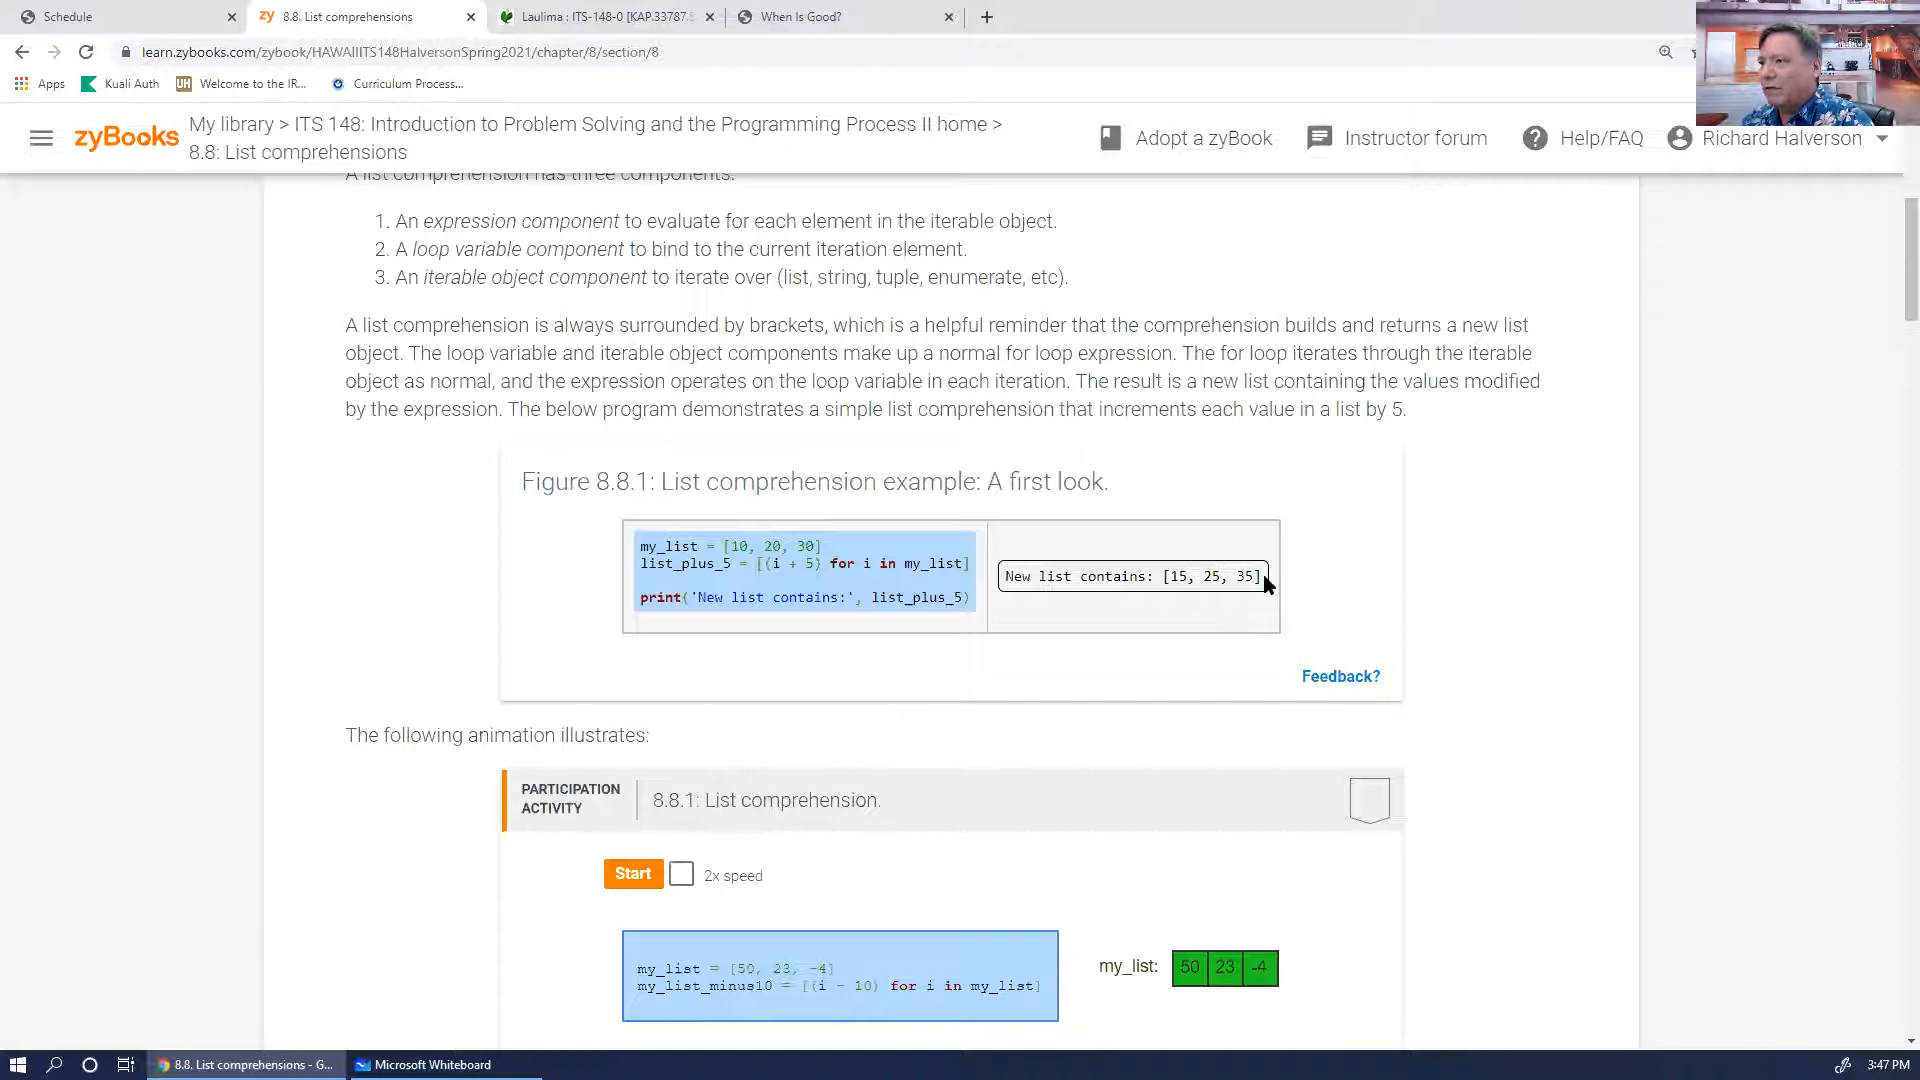 Schedule
zy 8.8. List comprehensions
Laulima : ITS-148-0 [KAP.33787.
When Is Good?
learn.zybooks.com/zybook/HAWAIIITS148HalversonSpring2021/chapter/8/section/8
Apps
Kuali Auth
UH Welcome to the IR...
Curriculum Process...
zyBooks
My library > ITS 148: Introduction to Problem Solving and the Programming Process II home >
8.8: List comprehensions
Adopt a zyBook
Instructor forum
Help/FAQ
Richard Halverson
A list comprehension has three components:
1. An expression component to evaluate for each element in the iterable object.
2. A loop variable component to bind to the current iteration element.
3. An iterable object component to iterate over (list, string, tuple, enumerate, etc).
A list comprehension is always surrounded by brackets, which is a helpful reminder that the comprehension builds and returns a new list
object. The loop variable and iterable object components make up a normal for loop expression. The for loop iterates through the iterable
object as normal, and the expression operates on the loop variable in each iteration. The result is a new list containing the values modified
by the expression. The below program demonstrates a simple list comprehension that increments each value in a list by 5.
Figure 8.8.1: List comprehension example: A first look.
my_list = [10, 20, 30]
list_plus_5 = [(i + 5) for i in my_list]
print('New list contains:', list_plus_5)
New list contains: [15, 25, 35]
Feedback?
The following animation illustrates:
PARTICIPATION
ACTIVITY
8.8.1: List comprehension.
Start
2x speed
my_list = [50, 23, -4]
my_list_minus10 = [(i - 10) for i in my_list]
my_list: 50 23 -4
8.8. List comprehensions - G...
Microsoft Whiteboard
3:47 PM